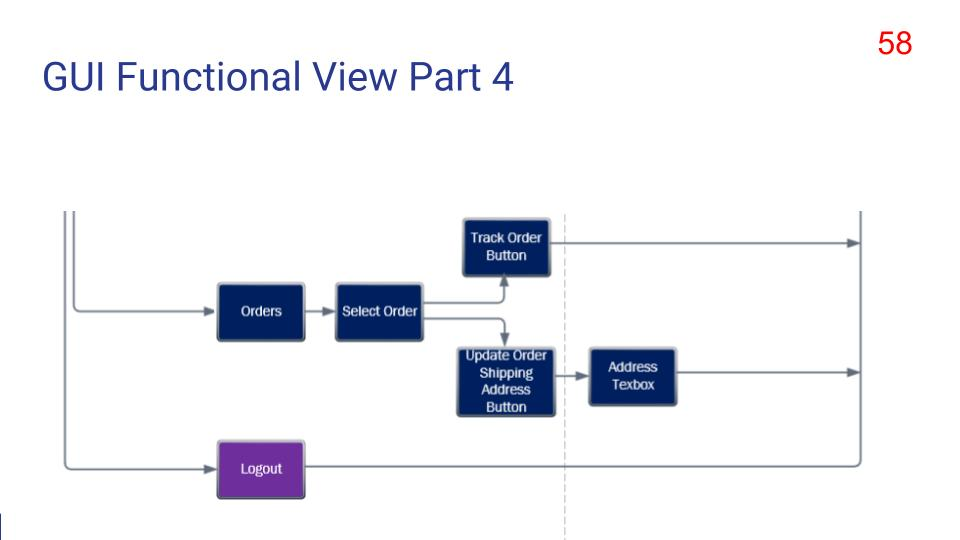 58
GUI Functional View Part 4
Track Order
Button
Orders
Select Order
Update Order
Shipping
Address
Button
Address
Texbox
Logout